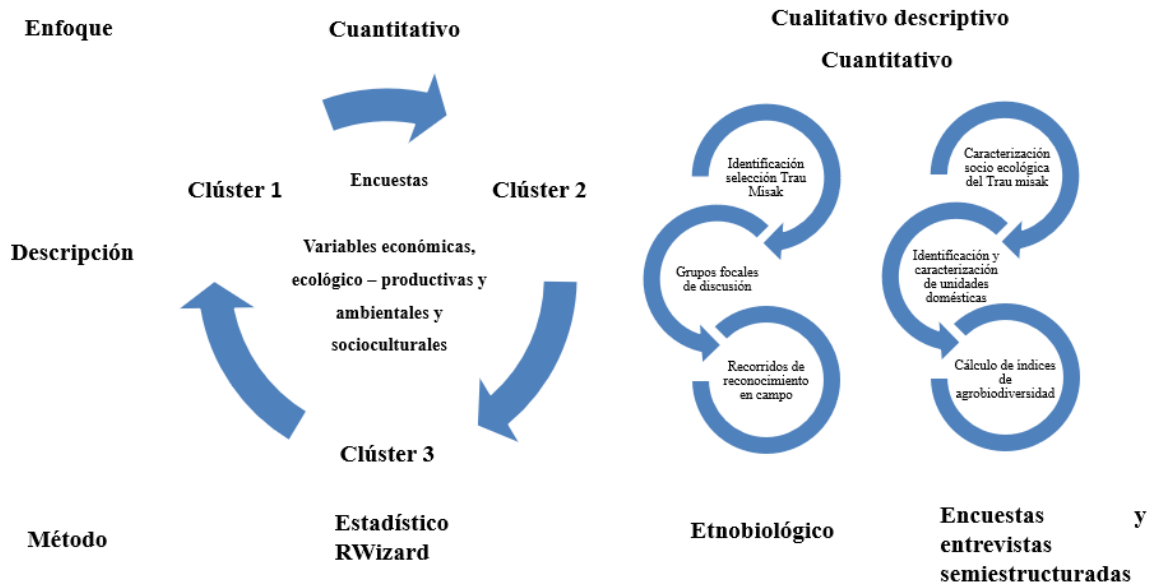 Enfoque
Cuantitativo
Cualitativo descriptivo
Cuantitativo
Clúster 1
Encuestas
Clúster 2
Descripción
Variables económicas,
ecológico – productivas y
ambientales y
socioculturales
Clúster 3
Identificación
selección Trau
Misak
Grupos focales
de discusión
Recorridos de
reconocimiento
en campo
Caracterización
socio ecológica
del Trau misak
Identificación y
caracterización
de unidades
domésticas
Cálculo de índices
de
agrobiodiversidad
Método
Estadístico
RWizard
Etnobiológico
Encuestas y
entrevistas
semiestructuradas